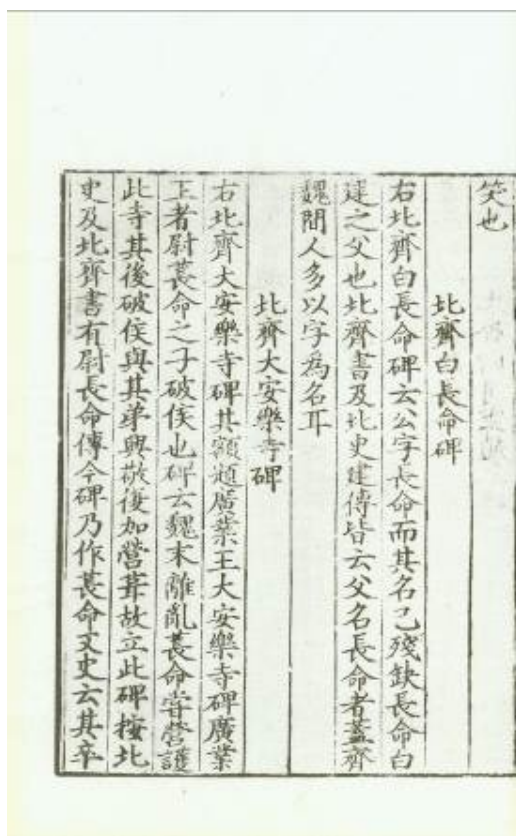 笑也
北齊白長命碑
右北齊白長命碑云公字長命而其名已殘缺長命白
建之父也北齊書及北史建傳皆云父名長命者蓋齊
魏間人多以字為名耳
北齊大安樂寺碑
右北齊大安樂寺碑其額題廣業王大安樂寺碑廣業
王者尉萇命之子破侯也碑云魏末離亂萇命嘗營護
此寺其後破侯與其弟興敬復加營葺故立此碑按北
史及北齊書有尉長命傳今碑乃作萇命又史云其卒